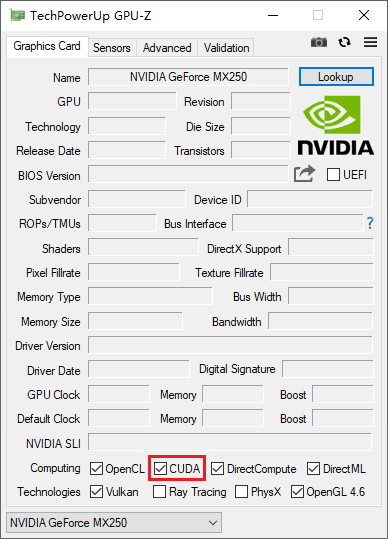 TechPowerUp GPU-Z
Graphics Card Sensors Advanced Validation
Name NVIDIA GeForce MX250 Lookup
GPU Revision
Technology Die Size
Release Date Transistors
NVIDIA
BIOS Version UEFI
Subvendor Device ID
ROPs/TMUs Bus Interface ?
Shaders DirectX Support
Pixel Fillrate Texture Fillrate
Memory Type Bus Width
Memory Size Bandwidth
Driver Version
Driver Date Digital Signature
GPU Clock Memory Boost
Default Clock Memory Boost
NVIDIA SLI
Computing OpenCL CUDA DirectCompute DirectML
Technologies Vulkan Ray Tracing PhysX OpenGL 4.6
NVIDIA GeForce MX250